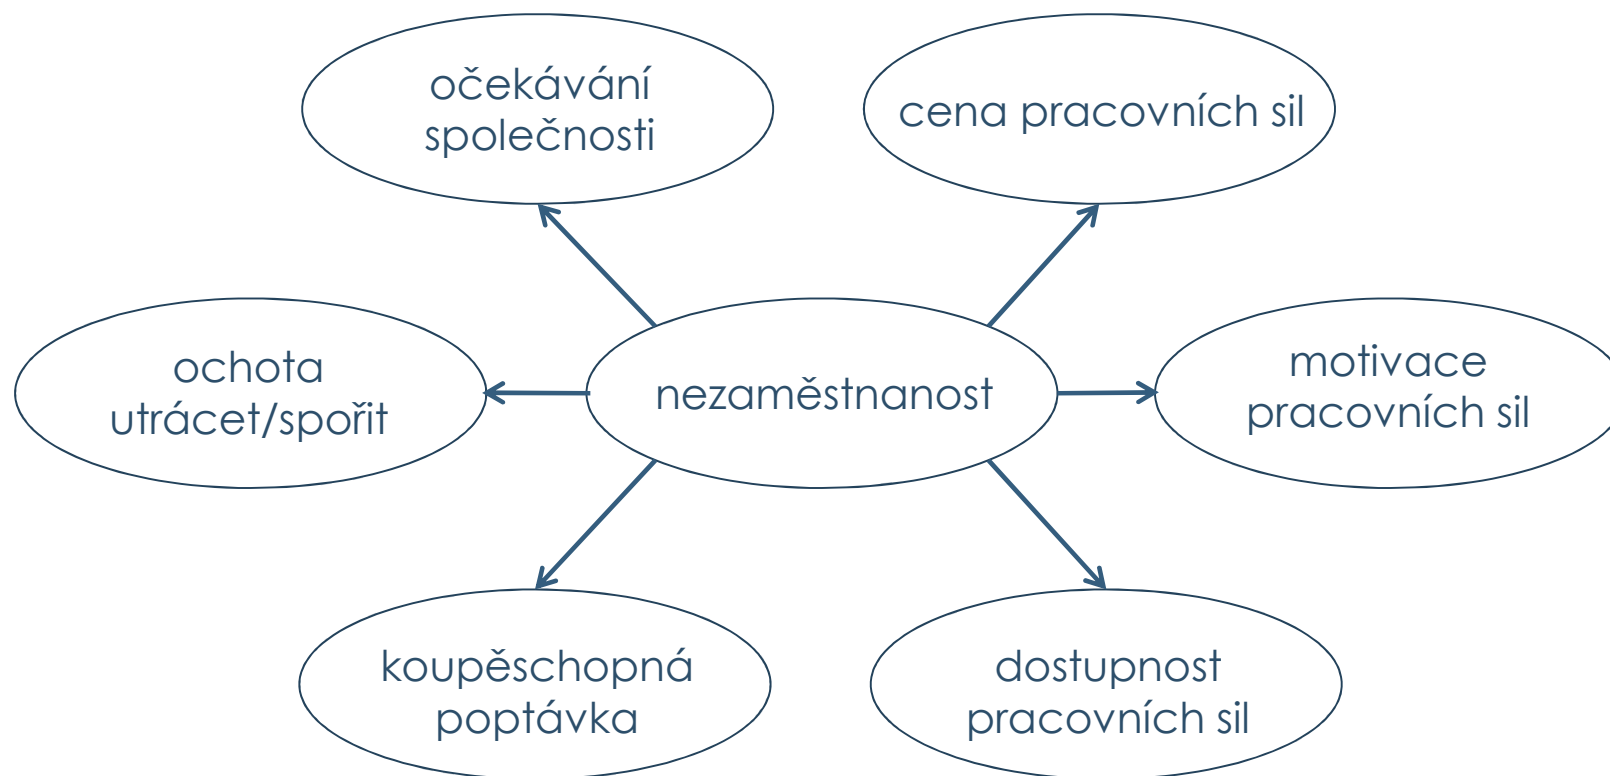 očekávání
společnosti
cena pracovních sil
ochota
utrácet/spořit
nezaměstnanost
motivace
pracovních sil
koupěschopná
poptávka
dostupnost
pracovních sil